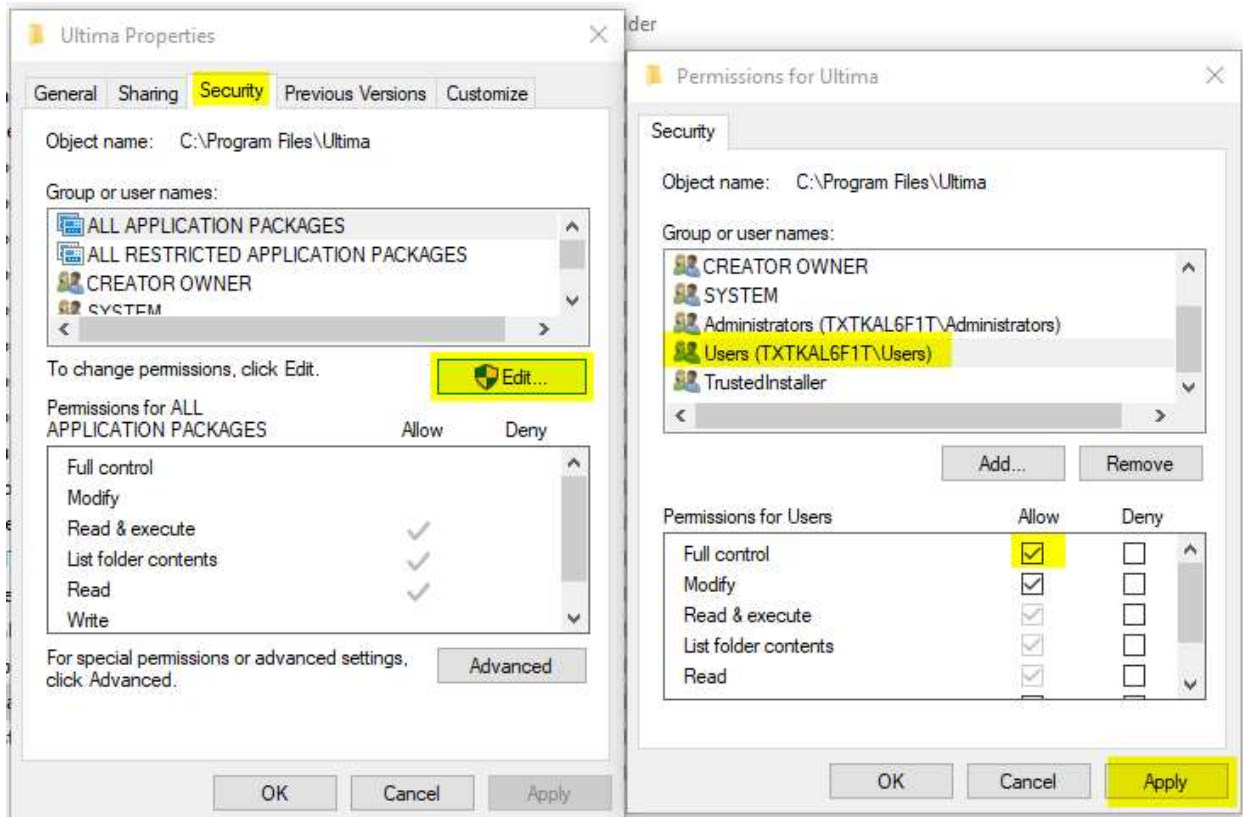 Ultima Properties
General Sharing Security Previous Versions Customize
Object name: C:\Program Files\Ultima
Group or user names:
ALL APPLICATION PACKAGES
ALL RESTRICTED APPLICATION PACKAGES
CREATOR OWNER
SYSTEM
To change permissions, click Edit.
Edit...
Permissions for ALL
APPLICATION PACKAGES Allow Deny
Full control
Modify
Read & execute
List folder contents
Read
Write
For special permissions or advanced settings,
click Advanced.
Advanced
OK Cancel Apply
lder
Permissions for Ultima
Security
Object name: C:\Program Files\Ultima
Group or user names:
CREATOR OWNER
SYSTEM
Administrators (TXTKAL6F1T\Administrators)
Users (TXTKAL6F1T\Users)
TrustedInstaller
Add... Remove
Permissions for Users Allow Deny
Full control
Modify
Read & execute
List folder contents
Read
OK Cancel Apply